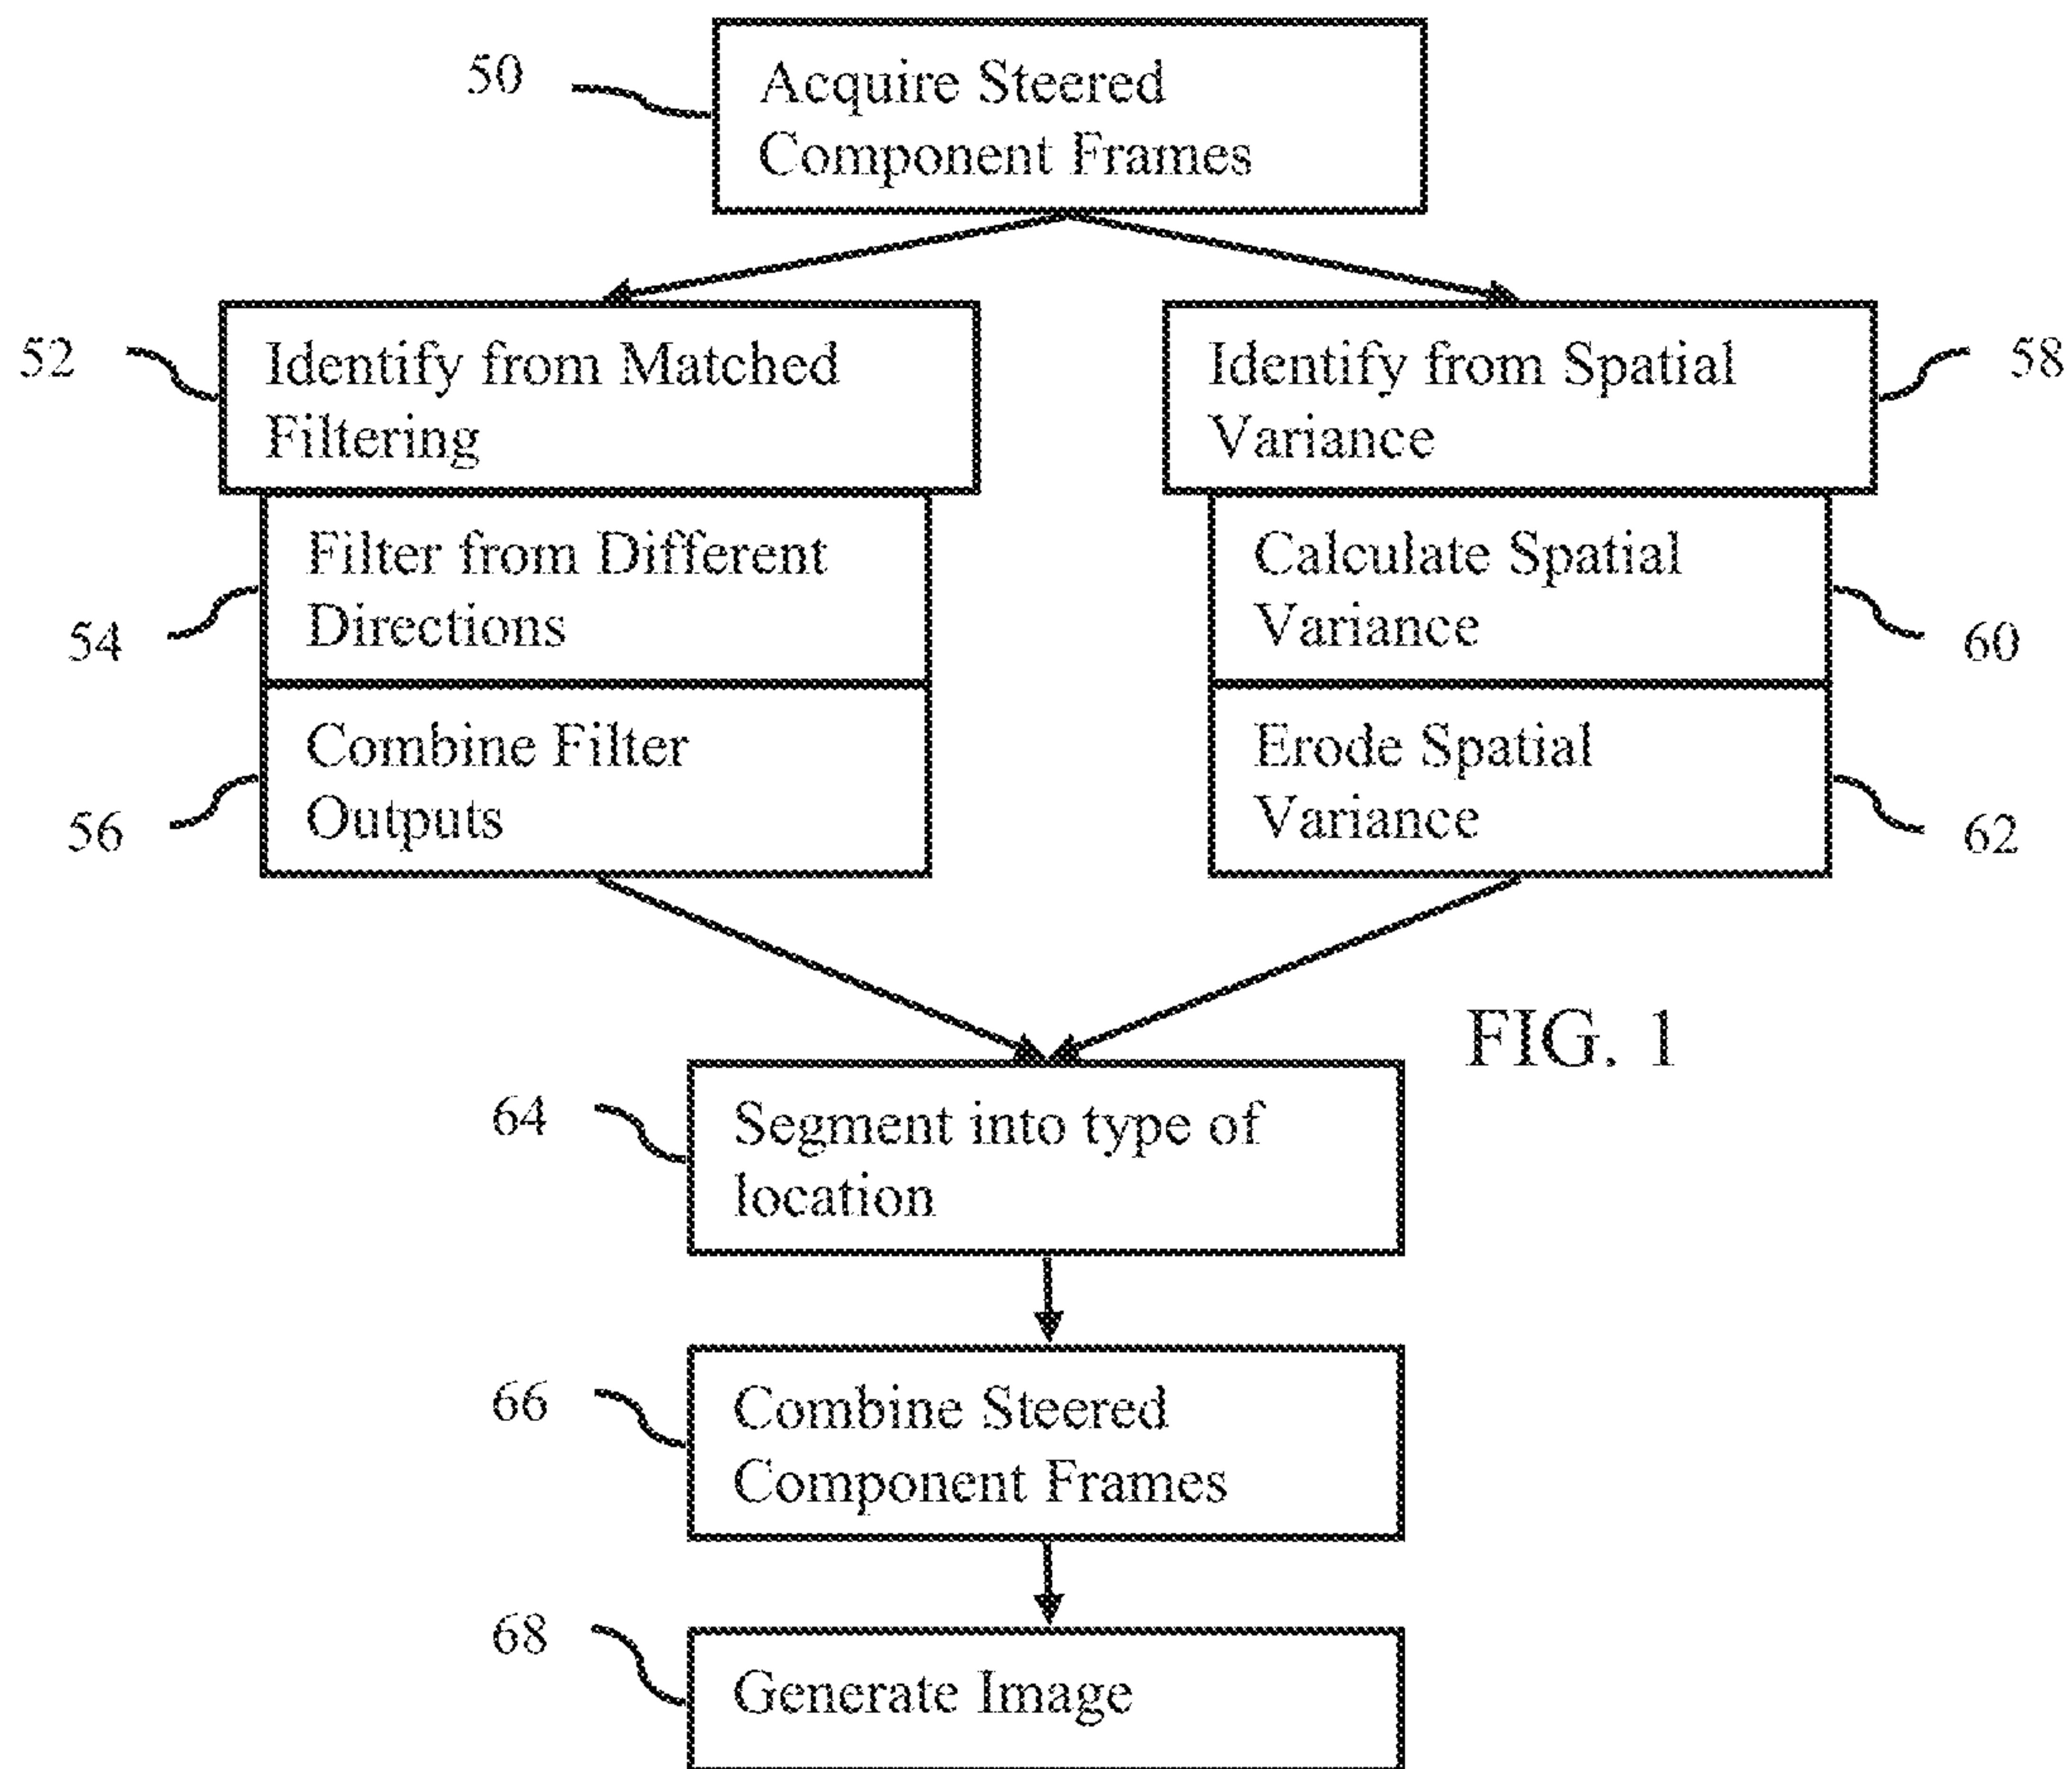 50
Acquire Steered
Component Frames
52
Identify from Matched
Filtering
Identify from Spatial
Variance
58
54
Filter from Different
Directions
Calculate Spatial
Variance
60
56
Combine Filter
Outputs
Erode Spatial
Variance
62
FIG. 1
64
Segment into type of
location
66
Combine Steered
Component Frames
68
Generate Image